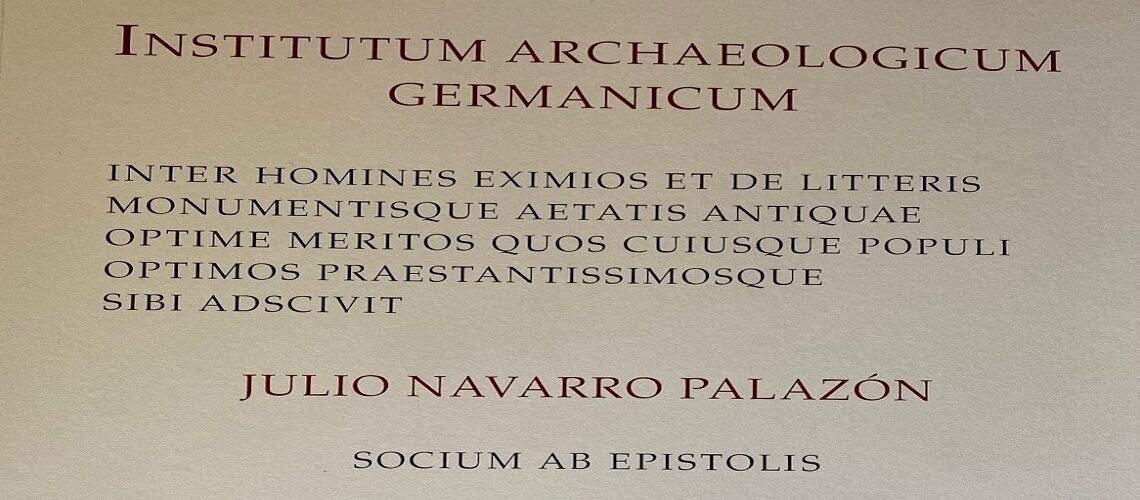 INSTITUTUM ARCHAEOLOGICUM
GERMANICUM
INTER HOMINES EXIMIOS ET DE LITTERIS
MONUMENTISQUE AETATIS ANTIQUAE
OPTIME MERITOS QUOS CUIUSQUE POPULI
OPTIMOS PRAESTANTISSIMOSQUE
SIBI ADSCIVIT
JULIO NAVARRO PALAZÓN
SOCIUM AB EPISTOLIS